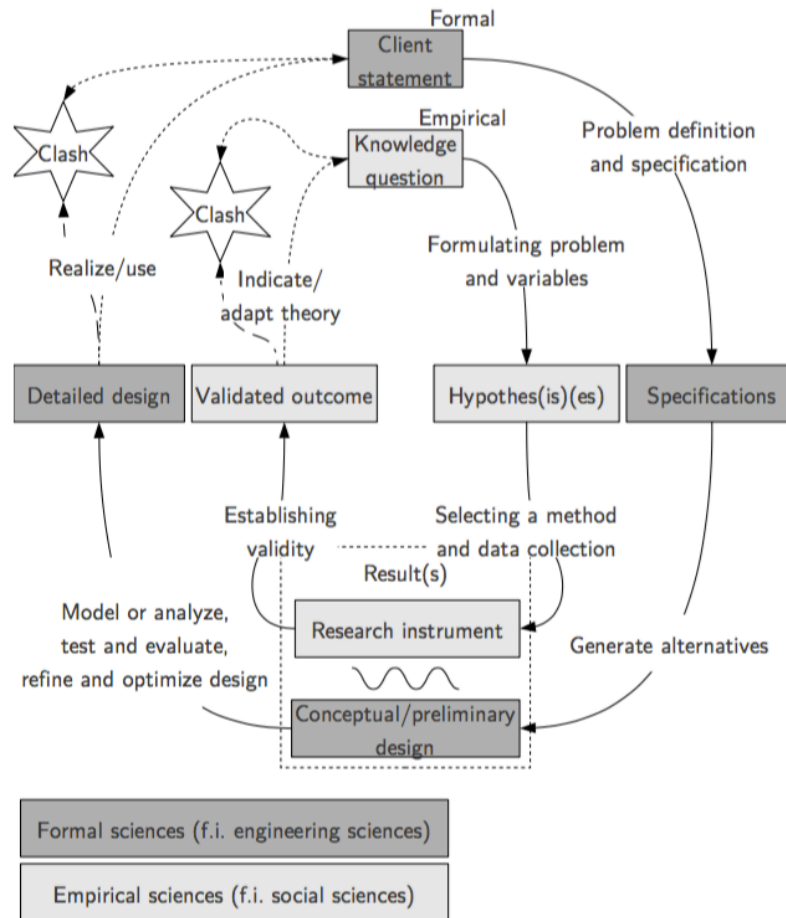 Formal
Client
statement
Empirical
Knowledge
question
Clash
Clash
Problem definition
and specification
Realize/use
Indicate/
adapt theory
Formulating problem
and variables
Detailed design
Validated outcome
Hypothes(is)(es)
Specifications
Establishing
validity
Selecting a method
and data collection
Result(s)
Research instrument
Model or analyze,
test and evaluate,
refine and optimize design
Generate alternatives
Conceptual/preliminary
design
Formal sciences (f.i. engineering sciences)
Empirical sciences (f.i. social sciences)